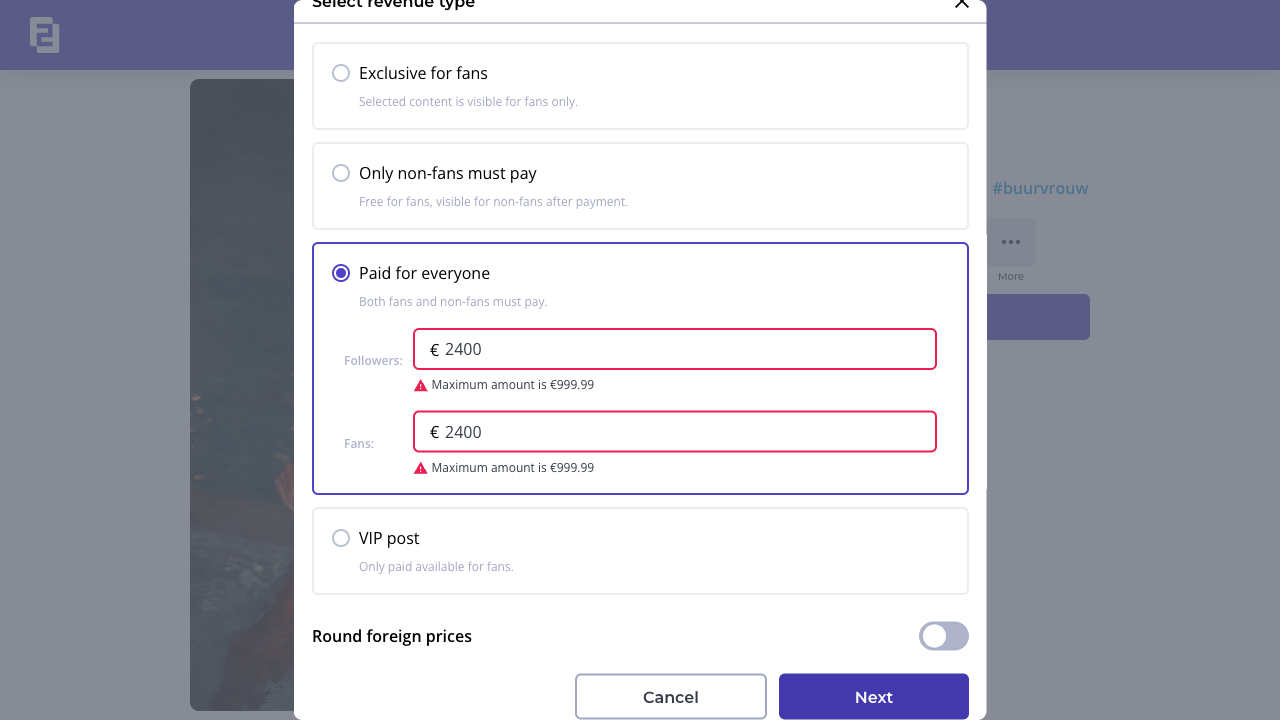 Select revenue type
Exclusive for fans
Selected content is visible for fans only.
Only non-fans must pay
Free for fans, visible for non-fans after payment.
#buurvrouw
Paid for everyone
Both fans and non-fans must pay.
More
Followers:
€ 2400
Maximum amount is €999.99
Fans:
€ 2400
Maximum amount is €999.99
VIP post
Only paid available for fans.
Round foreign prices
Cancel
Next